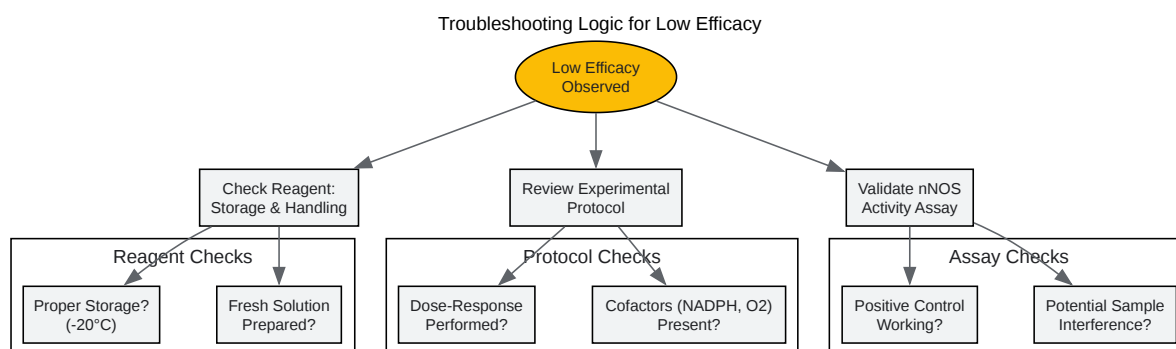 Troubleshooting Logic for Low Efficacy
Low Efficacy
Observed
Check Reagent:
Storage & Handling
Review Experimental
Protocol
Validate nNOS
Activity Assay
Reagent Checks
Protocol Checks
Assay Checks
Proper Storage?
(-20°C)
Fresh Solution
Prepared?
Dose-Response
Performed?
Cofactors (NADPH, O2)
Present?
Positive Control
Working?
Potential Sample
Interference?